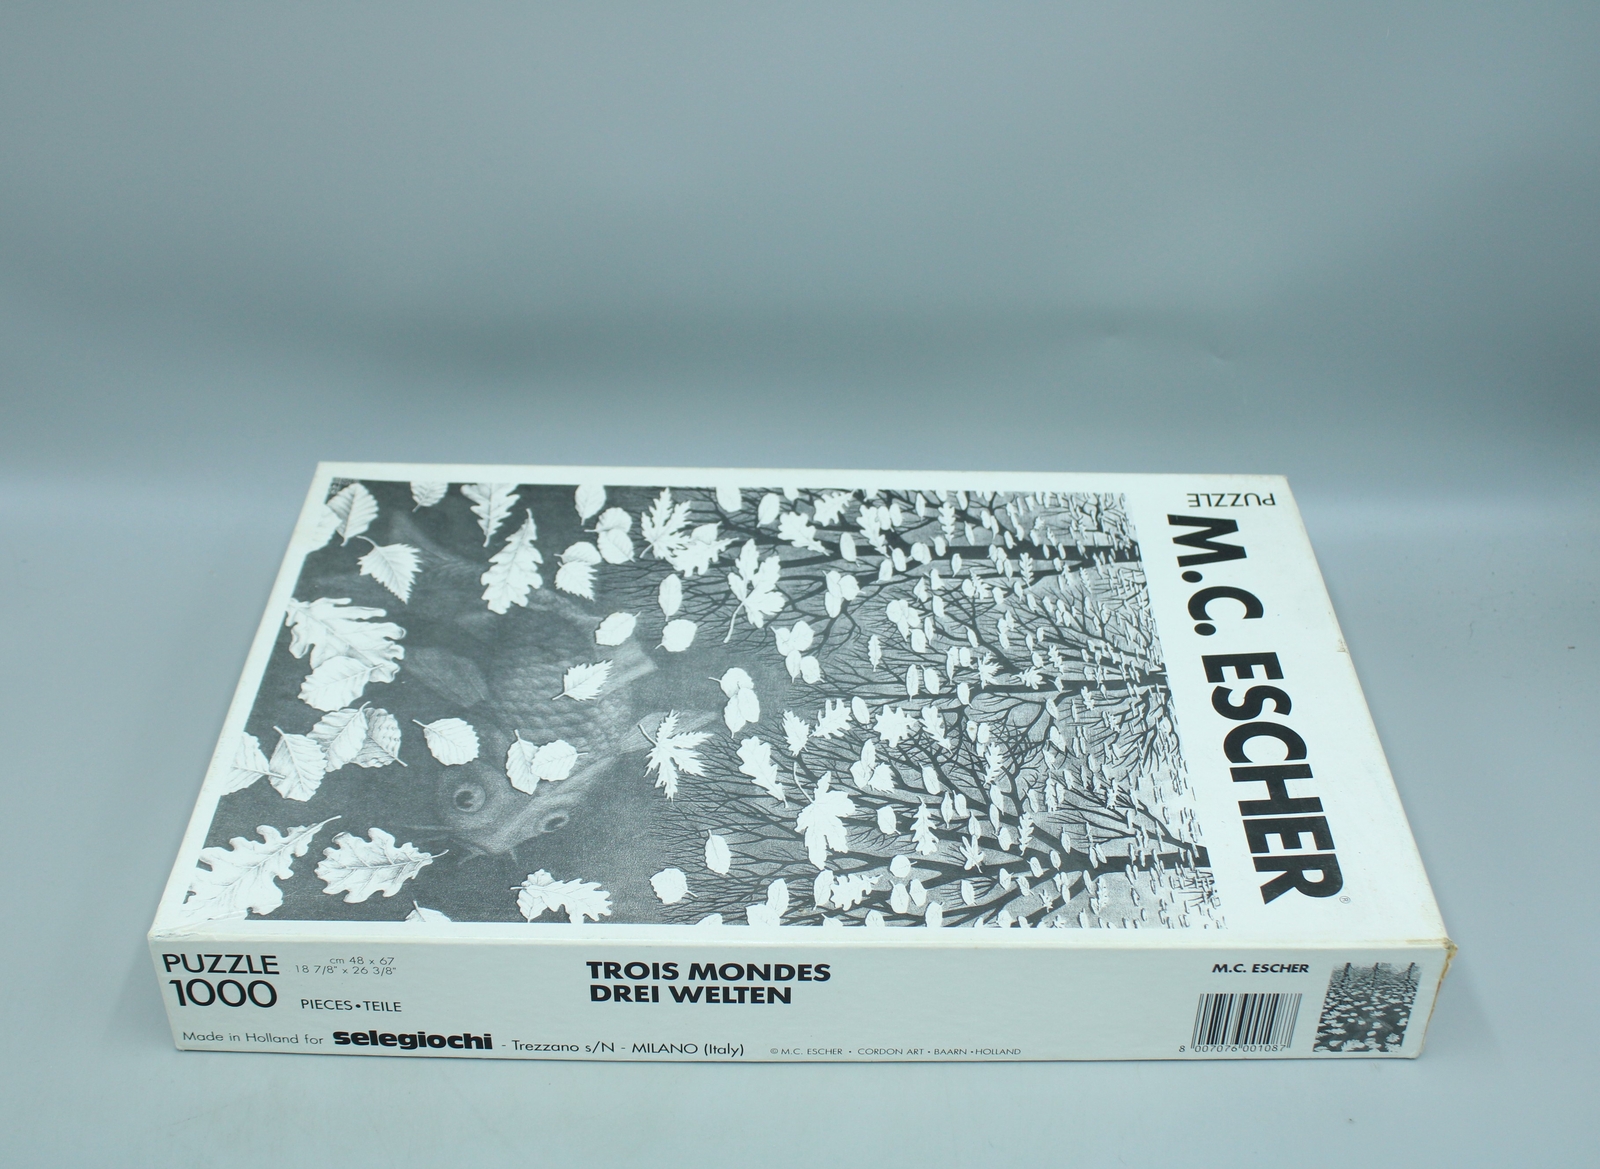 PUZZLE
M.C. ESCHER®
PUZZLE
1000
cm 48 x 67
18 7/8" x 26 3/8"
PIECES•TEILE
TROIS MONDES
DREI WELTEN
Made in Holland for selegiochi - Trezzano s/N - MILANO (Italy)
© M.C. ESCHER • CORDON ART • BAARN • HOLLAND
M.C. ESCHER
8 007076 001087